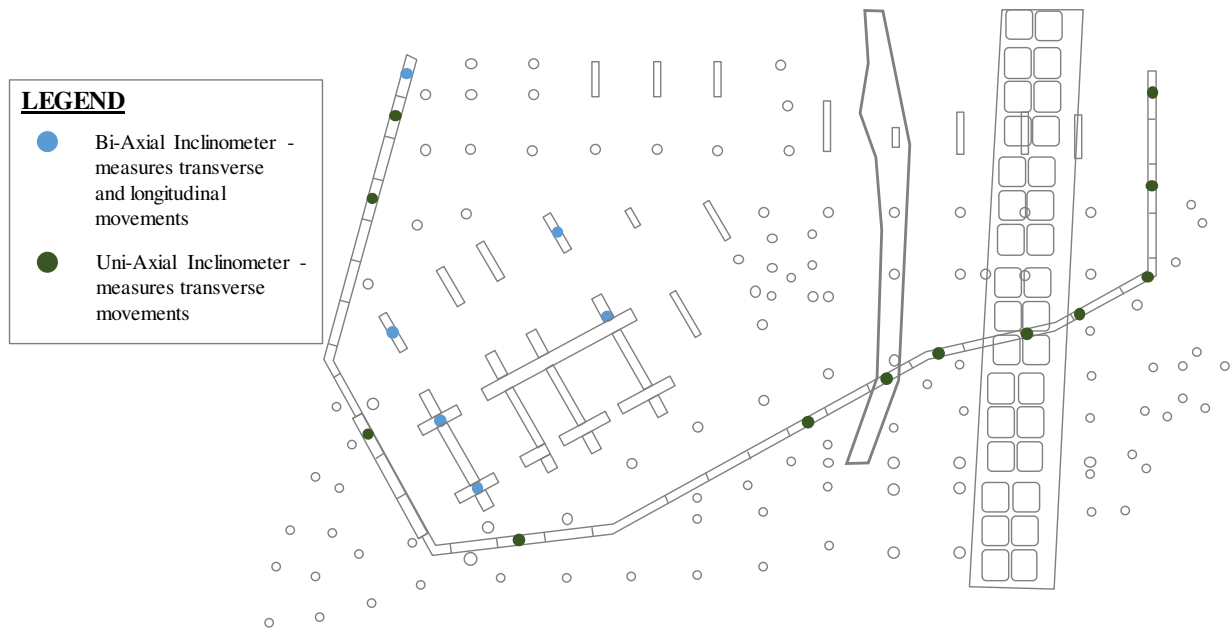 LEGEND
Bi-Axial Inclinometer -
measures transverse
and longitudinal
movements
Uni-Axial Inclinometer -
measures transverse
movements